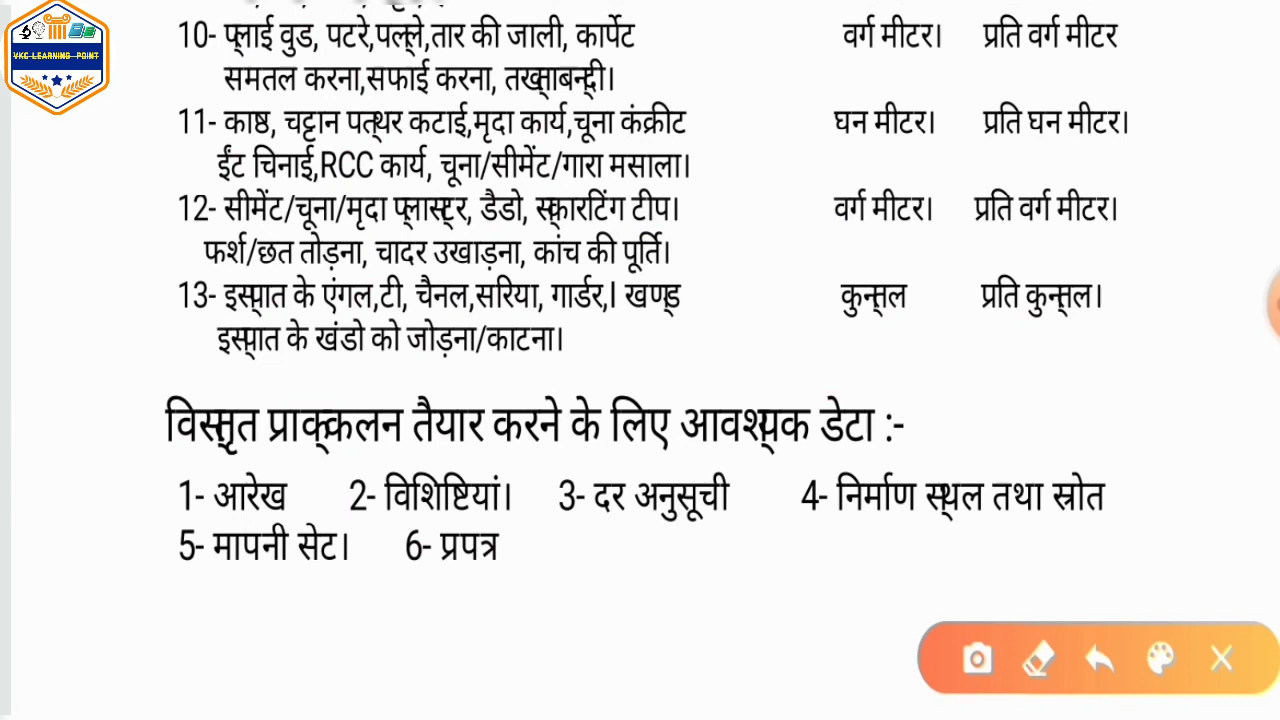 VKC LEARNING POINT
10- प्लाई वुड, पटरे,पल्ले,तार की जाली, कार्पेट वर्ग मीटर। प्रति वर्ग मीटर
समतल करना,सफाई करना, तख्ताबन्दी।
11- काष्ठ, चट्टान पत्थर कटाई,मृदा कार्य,चूना कंक्रीट घन मीटर। प्रति घन मीटर।
ईंट चिनाई,RCC कार्य, चूना/सीमेंट/गारा मसाला।
12- सीमेंट/चूना/मृदा प्लास्ट्र, डैडो, स्कारटिंग टीप। वर्ग मीटर। प्रति वर्ग मीटर।
फर्श/छत तोड़ना, चादर उखाड़ना, कांच की पूर्ति।
13- इस्पात के एंगल,टी, चैनल,सरिया, गार्डर,I खण्ड कुन्तल प्रति कुन्तल।
इस्पात के खंडो को जोड़ना/काटना।
विस्तृत प्राक्कलन तैयार करने के लिए आवश्यक डेटा :-
1- आरेख 2- विशिष्टियां। 3- दर अनुसूची 4- निर्माण स्थल तथा स्रोत
5- मापनी सेट। 6- प्रपत्र